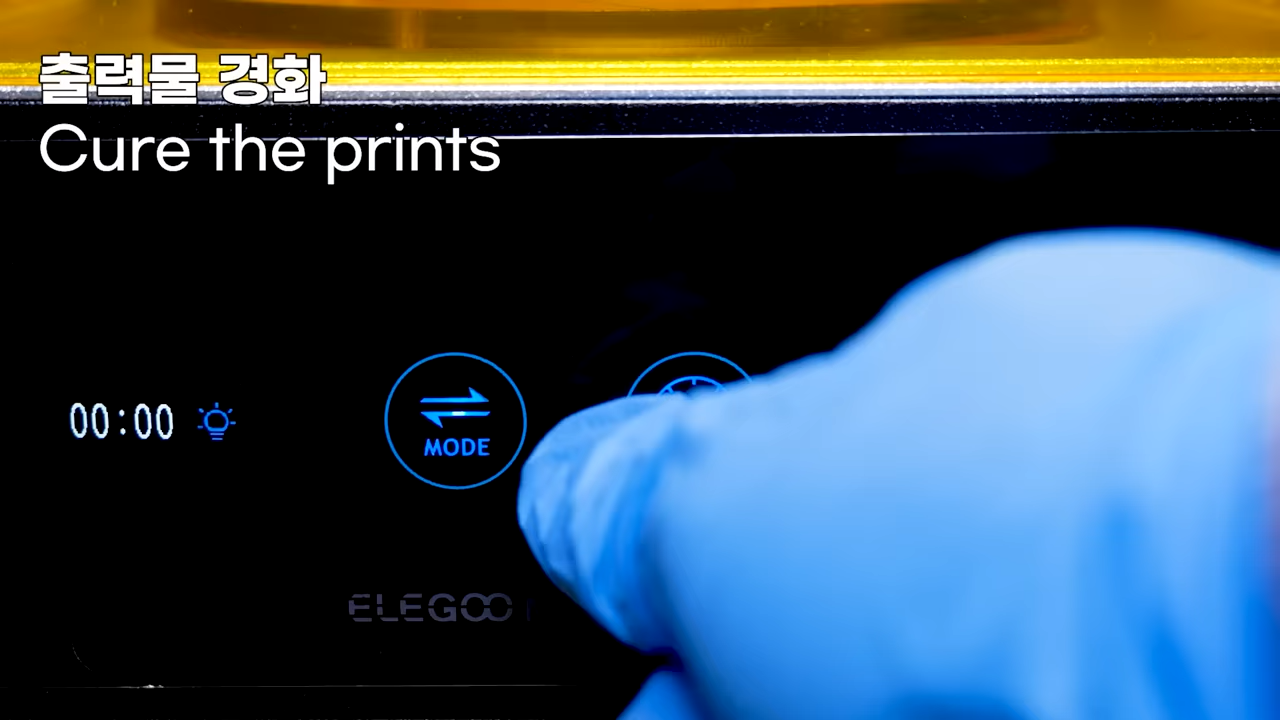 출력물 경화
Cure the prints
00:00
MODE
ELEGOO